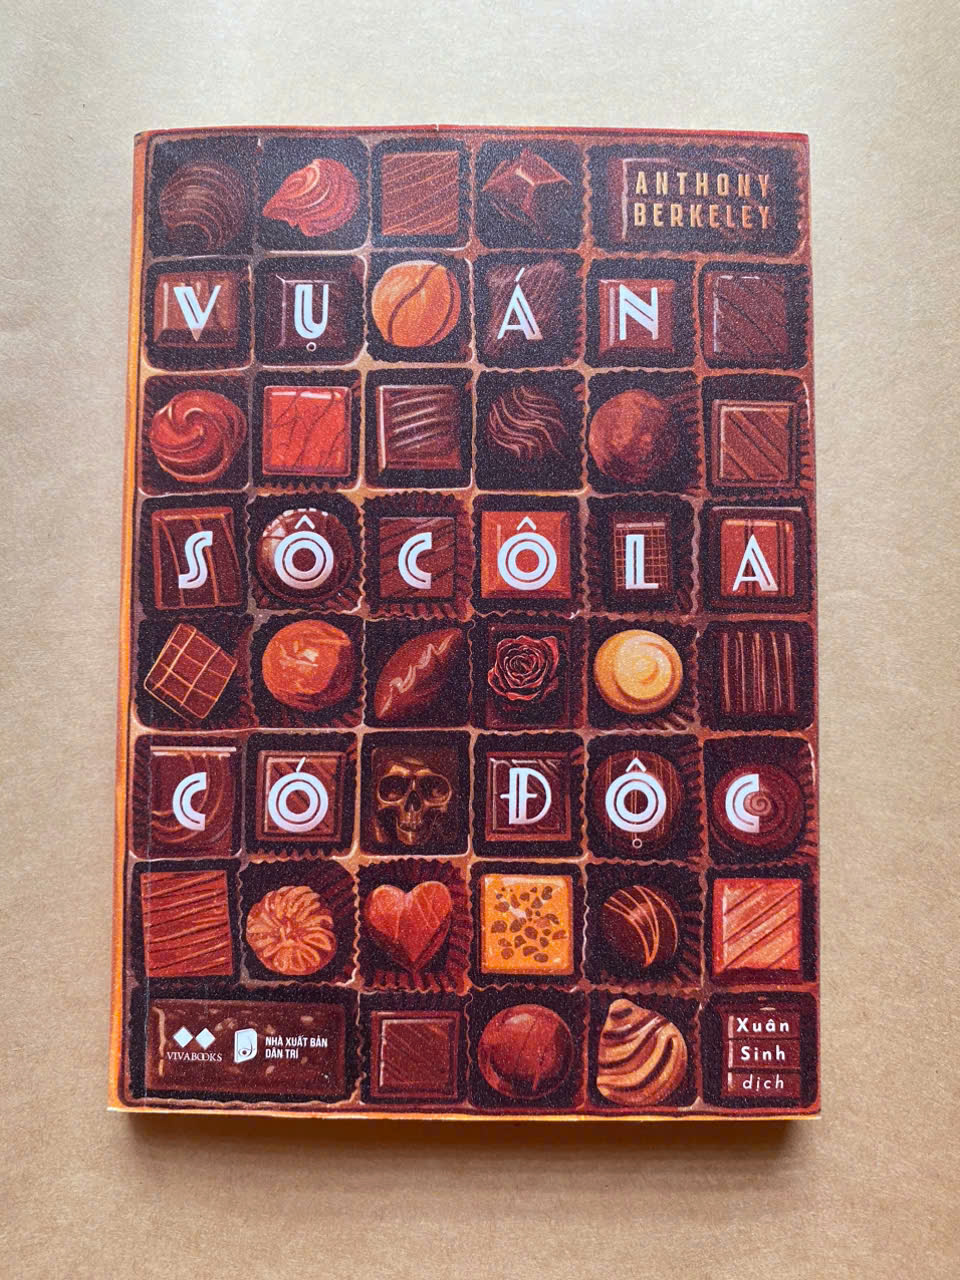 ANTHONY
BERKELEY
VỤ ÁN
SÔCÔLA
CÓ ĐỘC
VIVABOOKS
NHÀ XUẤT BẢN
DÂN TRÍ
Xuân
Sinh
dịch